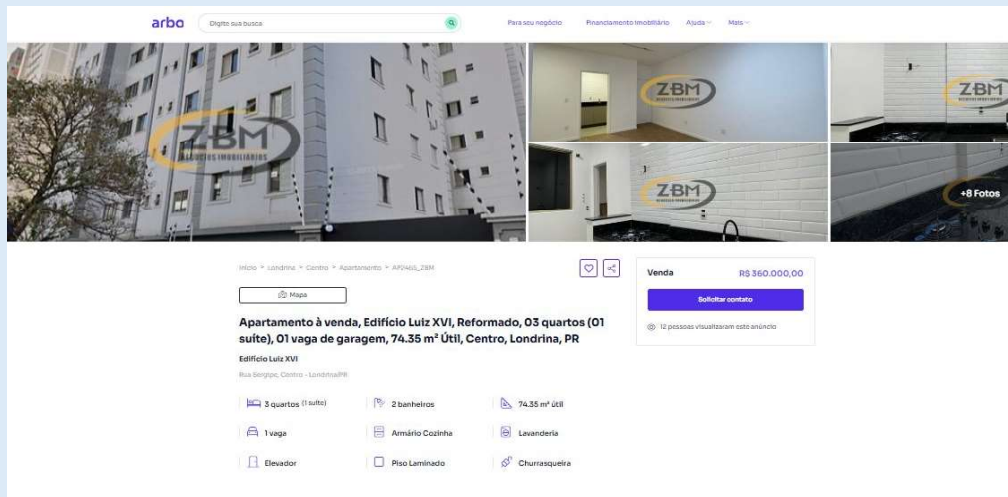 arbo
Digite sua busca
Para seu negócio
Financiamento Imobiliário
Ajuda
Mais
ZBM
NEGÓCIOS IMOBILIÁRIOS
ZBM
ZBM
ZBM
+8 Fotos
Início > Londrina > Centro > Apartamento > AP2465_ZBM
Mapa
Apartamento à venda, Edifício Luiz XVI, Reformado, 03 quartos (01
suíte), 01 vaga de garagem, 74.35 m² Útil, Centro, Londrina, PR
Edifício Luiz XVI
Rua Sergipe, Centro - Londrina/PR
3 quartos (1 suíte)
2 banheiros
74.35 m² útil
1 vaga
Armário Cozinha
Lavanderia
Elevador
Piso Laminado
Churrasqueira
Venda
R$ 360.000,00
Solicitar contato
12 pessoas visualizaram este anúncio